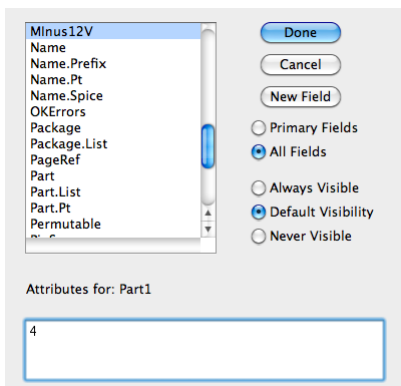 MInus12V
Name
Name.Prefix
Name.Pt
Name.Spice
OKErrors
Package
Package.List
PageRef
Part
Part.List
Part.Pt
Permutable
Done
Cancel
New Field
Primary Fields
All Fields
Always Visible
Default Visibility
Never Visible
Attributes for: Part1
4